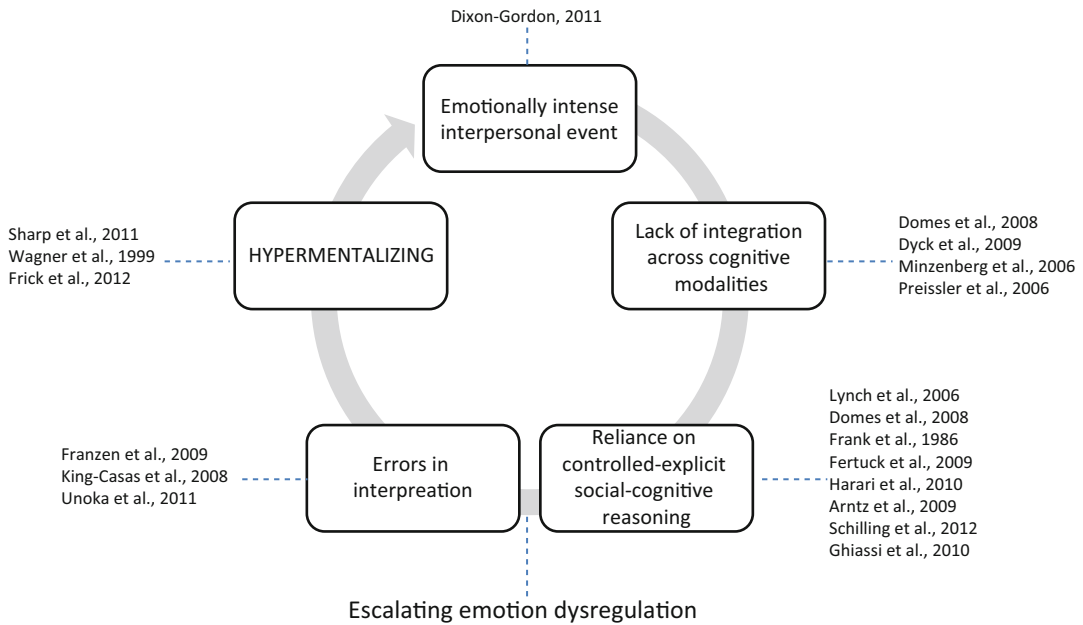 Dixon-Gordon, 2011
Emotionally intense
interpersonal event
Lack of integration
across cognitive
modalities
Domes et al., 2008
Dyck et al., 2009
Minzenberg et al., 2006
Preissler et al., 2006
Reliance on
controlled-explicit
social-cognitive
reasoning
Lynch et al., 2006
Domes et al., 2008
Frank et al., 1986
Fertuck et al., 2009
Harari et al., 2010
Arntz et al., 2009
Schilling et al., 2012
Ghiassi et al., 2010
Escalating emotion dysregulation
Errors in
interpreation
Franzen et al., 2009
King-Casas et al., 2008
Unoka et al., 2011
HYPERMENTALIZING
Sharp et al., 2011
Wagner et al., 1999
Frick et al., 2012